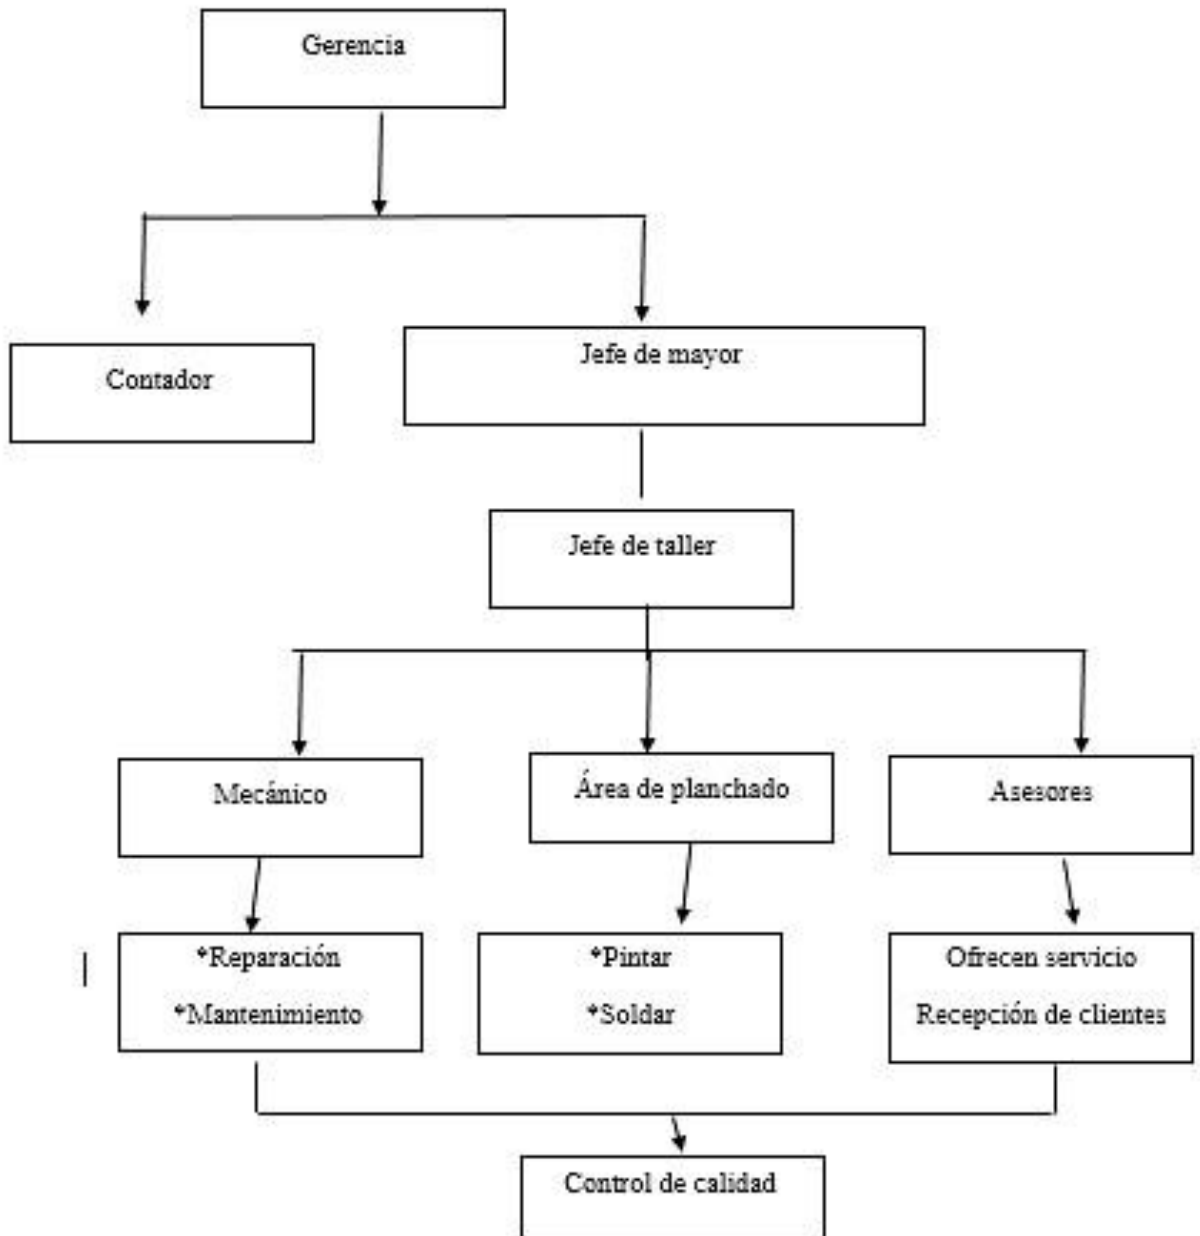 Gerencia
Contador
Jefe de mayor
Jefe de taller
Mecánico
Área de planchado
Asesores
*Reparación
*Mantenimiento
*Pintar
*Soldar
Ofrecen servicio
Recepción de clientes
Control de calidad